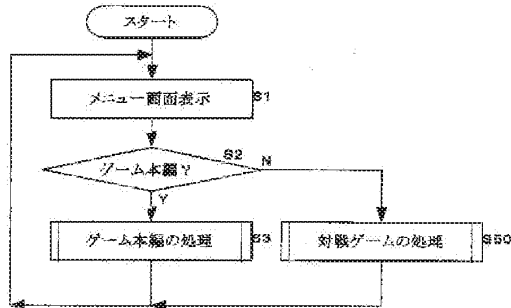 スタート
メニュー画面表示
S1
ゲーム本編?
S2
N
Y
ゲーム本編の処理
S3
対戦ゲームの処理
S50